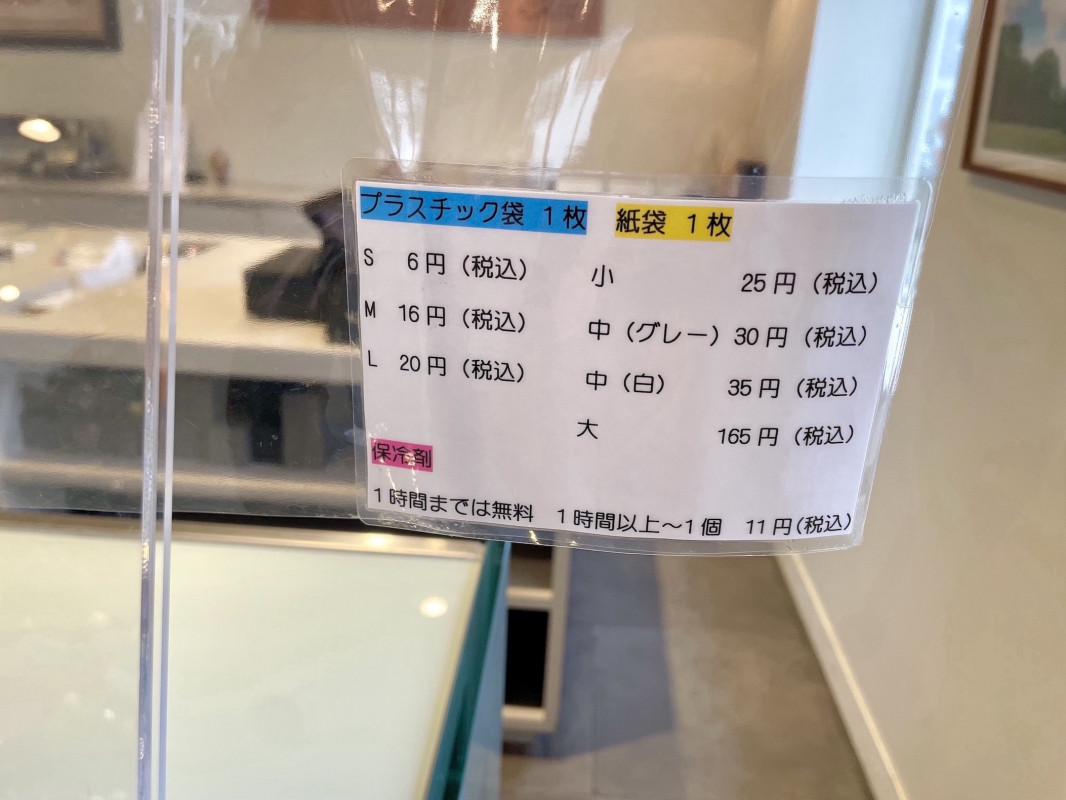 プラスチック袋 1枚 紙袋 1枚
S 6円（税込） 小 25円（税込）
M 16円（税込） 中（グレー）30円（税込）
L 20円（税込） 中（白） 35円（税込）
大 165円（税込）
保冷剤
1時間までは無料 1時間以上～1個 11円(税込)